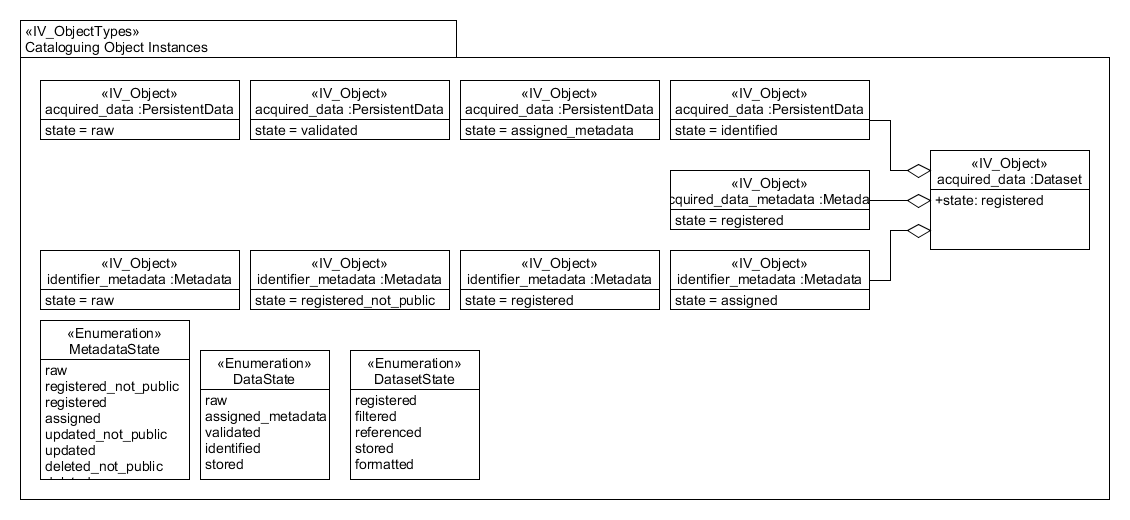 «IV_ObjectTypes»
Cataloguing Object Instances
«IV_Object»
acquired_data :PersistentData
state = raw
«IV_Object»
acquired_data :PersistentData
state = validated
«IV_Object»
acquired_data :PersistentData
state = assigned_metadata
«IV_Object»
acquired_data :PersistentData
state = identified
«IV_Object»
acquired_data :Dataset
+state: registered
«IV_Object»
cquired_data_metadata :Metada
state = registered
«IV_Object»
identifier_metadata :Metadata
state = raw
«IV_Object»
identifier_metadata :Metadata
state = registered_not_public
«IV_Object»
identifier_metadata :Metadata
state = registered
«IV_Object»
identifier_metadata :Metadata
state = assigned
«Enumeration»
MetadataState
raw
registered_not_public
registered
assigned
updated_not_public
updated
deleted_not_public
«Enumeration»
DataState
raw
assigned_metadata
validated
identified
stored
«Enumeration»
DatasetState
registered
filtered
referenced
stored
formatted